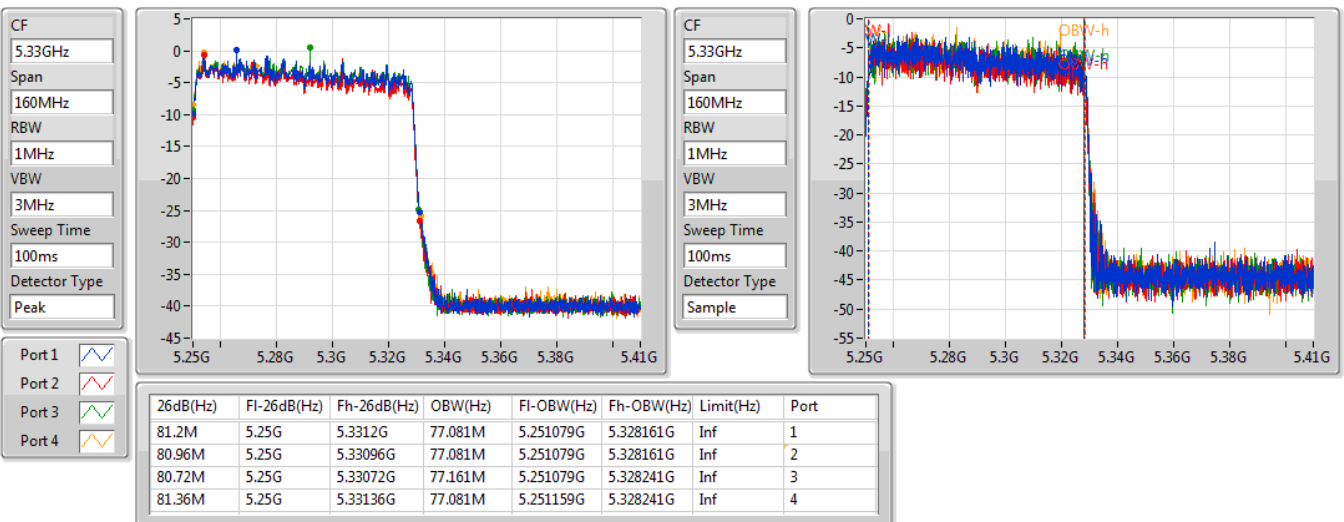 CF
5.33GHz
Span
160MHz
RBW
1MHz
VBW
3MHz
Sweep Time
100ms
Detector Type
Peak
5
0
-5
-10
-15
-20
-25
-30
-35
-40
-45
5.25G 5.28G 5.3G 5.32G 5.34G 5.36G 5.38G 5.41G
CF
5.33GHz
Span
160MHz
RBW
1MHz
VBW
3MHz
Sweep Time
100ms
Detector Type
Sample
OBW-h
0
-5
-10
-15
-20
-25
-30
-35
-40
-45
-50
-55
5.25G 5.28G 5.3G 5.32G 5.34G 5.36G 5.38G 5.41G
Port 1
Port 2
Port 3
Port 4
26dB(Hz) Fl-26dB(Hz) Fh-26dB(Hz) OBW(Hz) Fl-OBW(Hz) Fh-OBW(Hz) Limit(Hz) Port
81.2M 5.25G 5.3312G 77.081M 5.251079G 5.328161G Inf 1
80.96M 5.25G 5.33096G 77.081M 5.251079G 5.328161G Inf 2
80.72M 5.25G 5.33072G 77.161M 5.251079G 5.328241G Inf 3
81.36M 5.25G 5.33136G 77.081M 5.251159G 5.328241G Inf 4